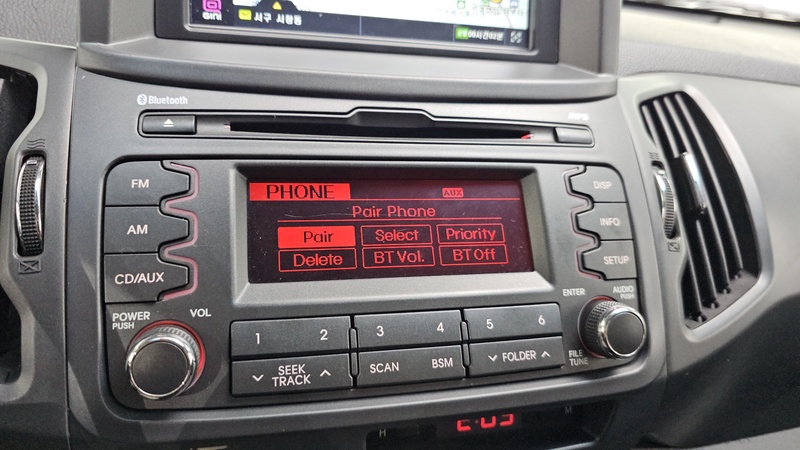 서구 시창동
Bluetooth
FM
AM
CD/AUX
POWER
PUSH
VOL
PHONE
AUX
Pair Phone
Pair Select Priority
Delete BT Vol. BT Off
DISP
INFO
SETUP
ENTER
AUDIO
PUSH
FILE
TUNE
1 2 3 4 5 6
SEEK
TRACK
SCAN BSM
FOLDER
H
M